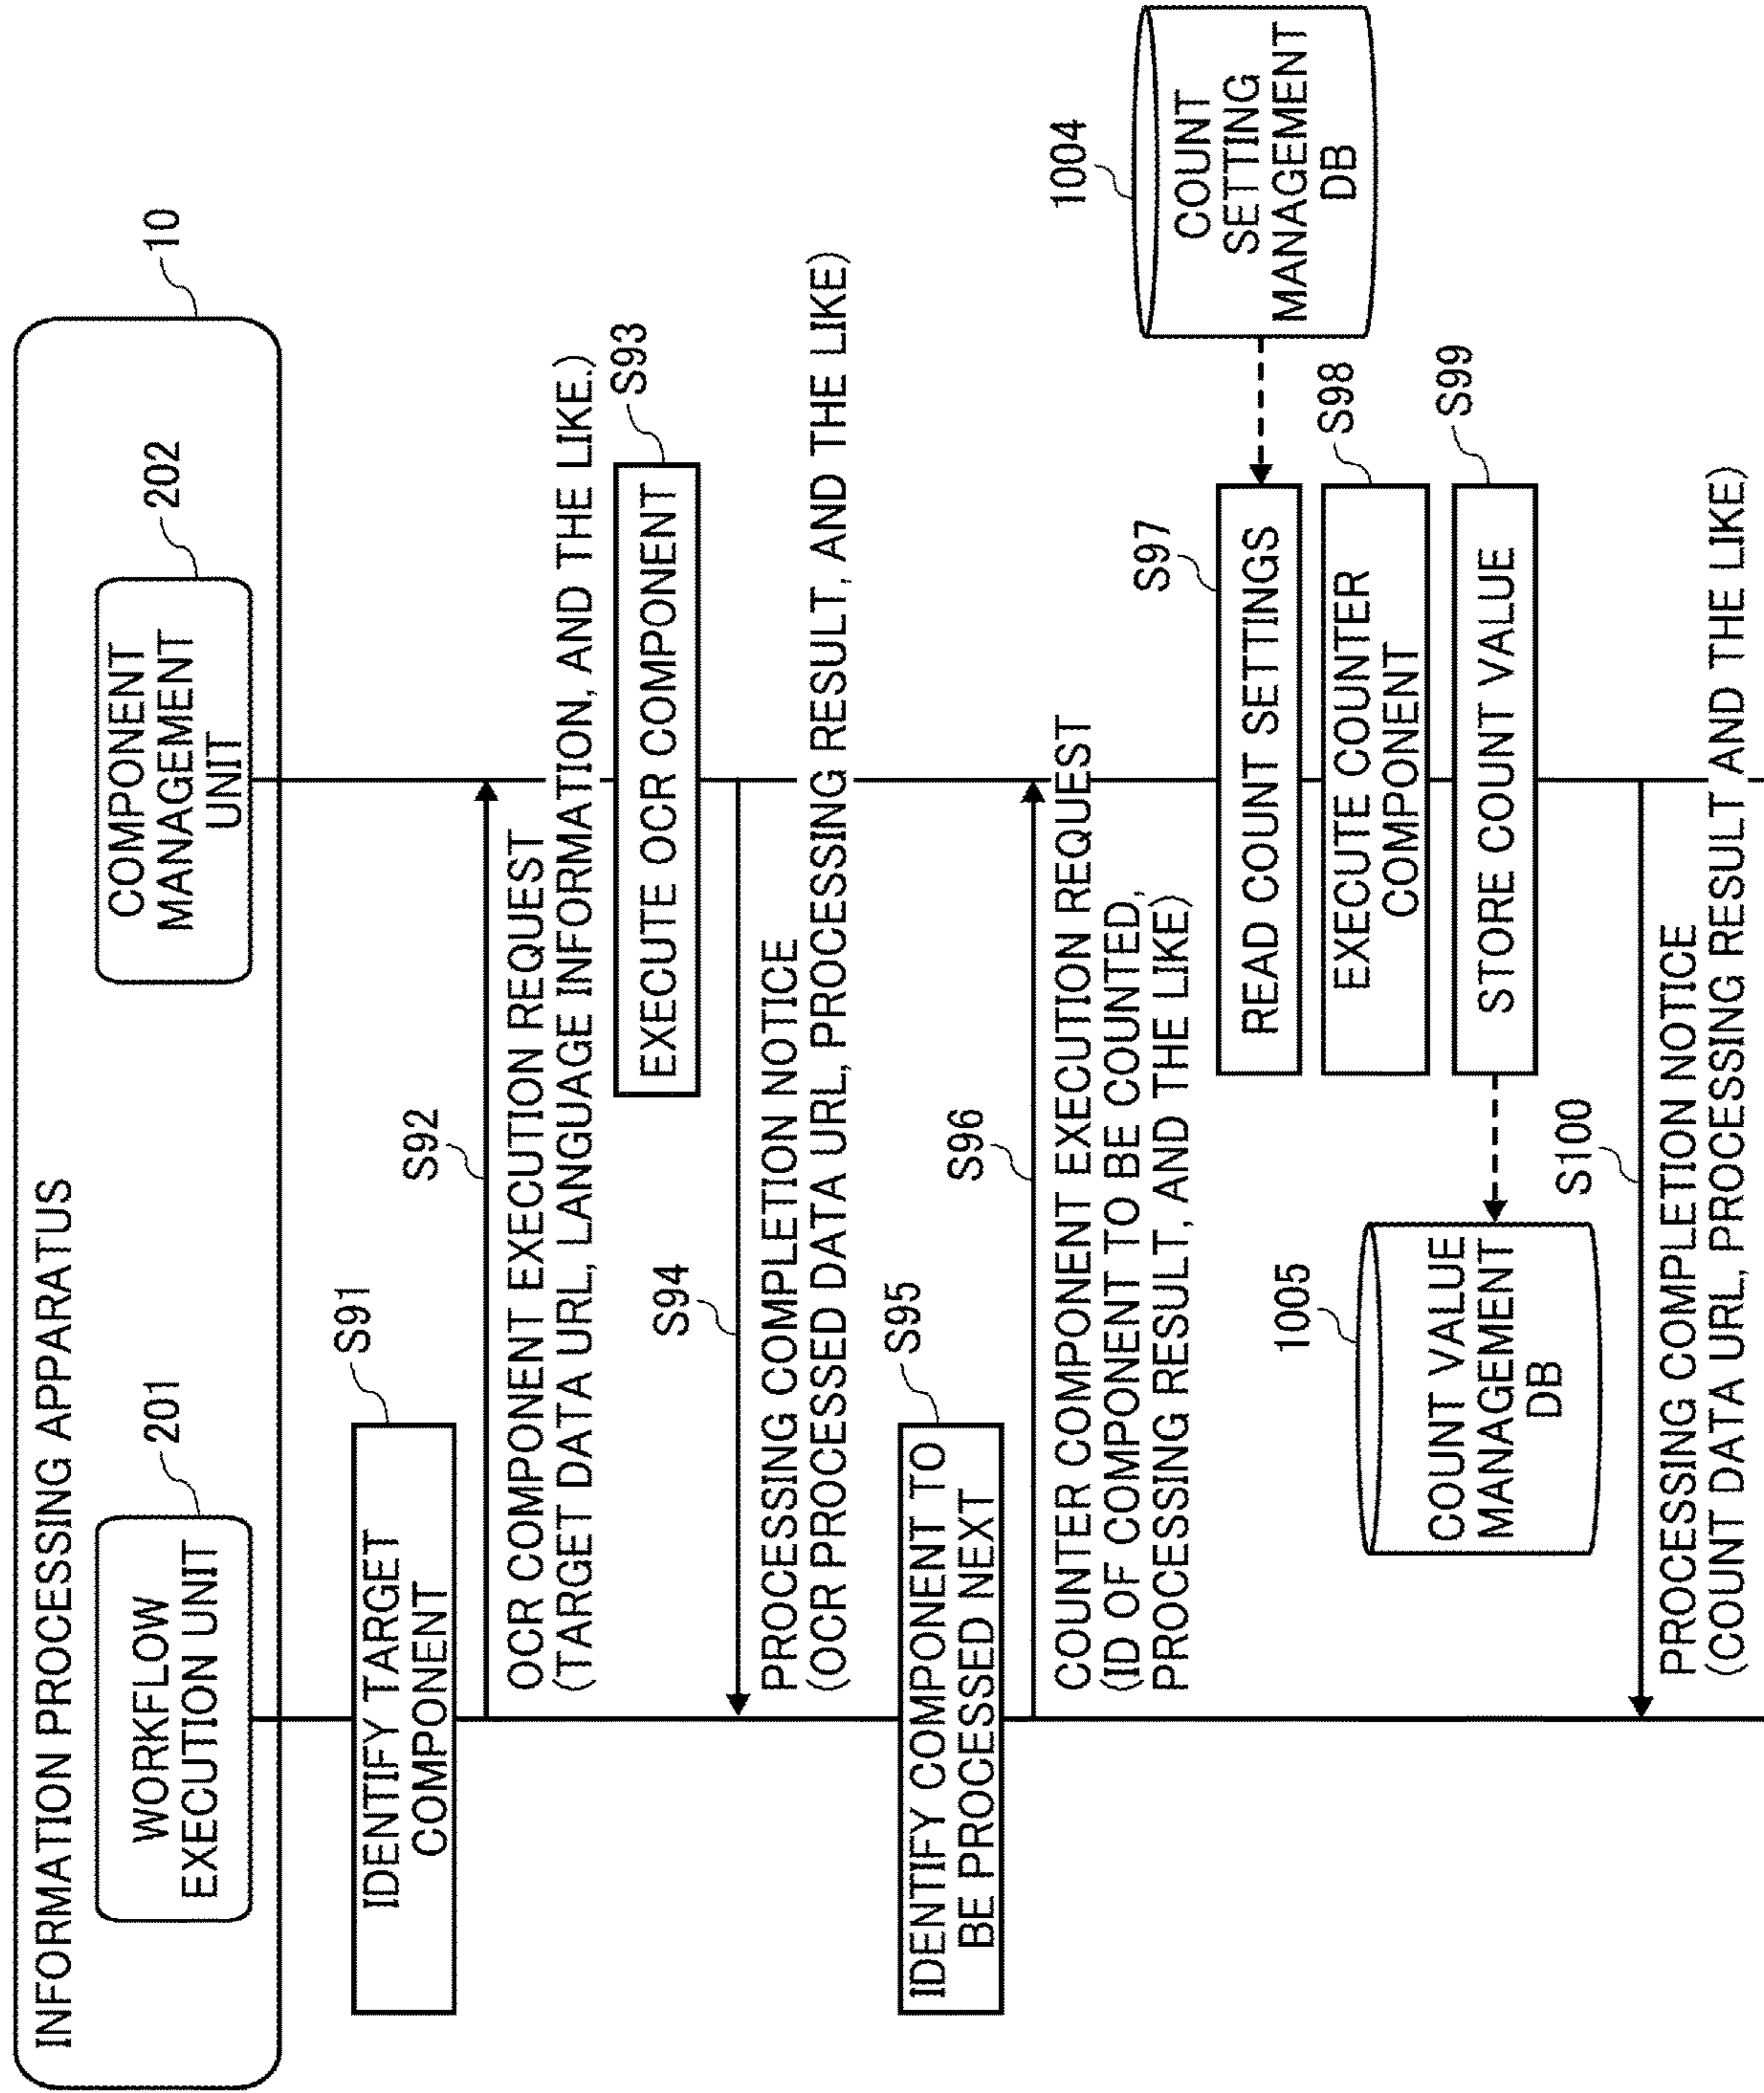 INFORMATION PROCESSING APPARATUS
10
WORKFLOW
EXECUTION UNIT
201
COMPONENT
MANAGEMENT
UNIT
202
IDENTIFY TARGET
COMPONENT
S91
S92
OCR COMPONENT EXECUTION REQUEST
(TARGET DATA URL, LANGUAGE INFORMATION, AND THE LIKE.)
EXECUTE OCR COMPONENT
S93
S94
PROCESSING COMPLETION NOTICE
(OCR PROCESSED DATA URL, PROCESSING RESULT, AND THE LIKE)
IDENTIFY COMPONENT TO
BE PROCESSED NEXT
S95
S96
COUNTER COMPONENT EXECUTION REQUEST
(ID OF COMPONENT TO BE COUNTED,
PROCESSING RESULT, AND THE LIKE)
1004
COUNT
SETTING
MANAGEMENT
DB
S97
READ COUNT SETTINGS
EXECUTE COUNTER
COMPONENT
S98
STORE COUNT VALUE
S99
1005
COUNT VALUE
MANAGEMENT
DB
S100
PROCESSING COMPLETION NOTICE
(COUNT DATA URL, PROCESSING RESULT AND THE LIKE)